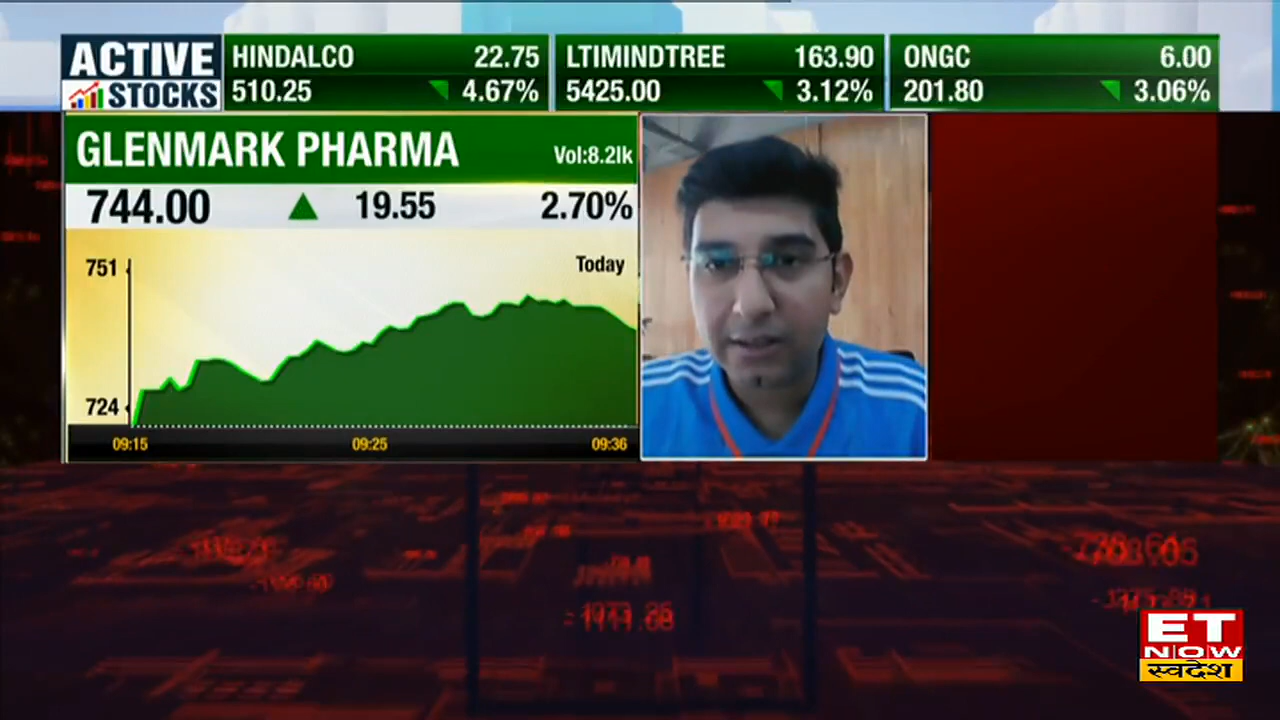 ACTIVE
STOCKS
HINDALCO 22.75
510.25 4.67%
LTIMINDTREE 163.90
5425.00 3.12%
ONGC 6.00
201.80 3.06%
GLENMARK PHARMA Vol:8.2lk
744.00 19.55 2.70%
Today
751
724
09:15 09:25 09:36
ET
NOW
स्वदेश